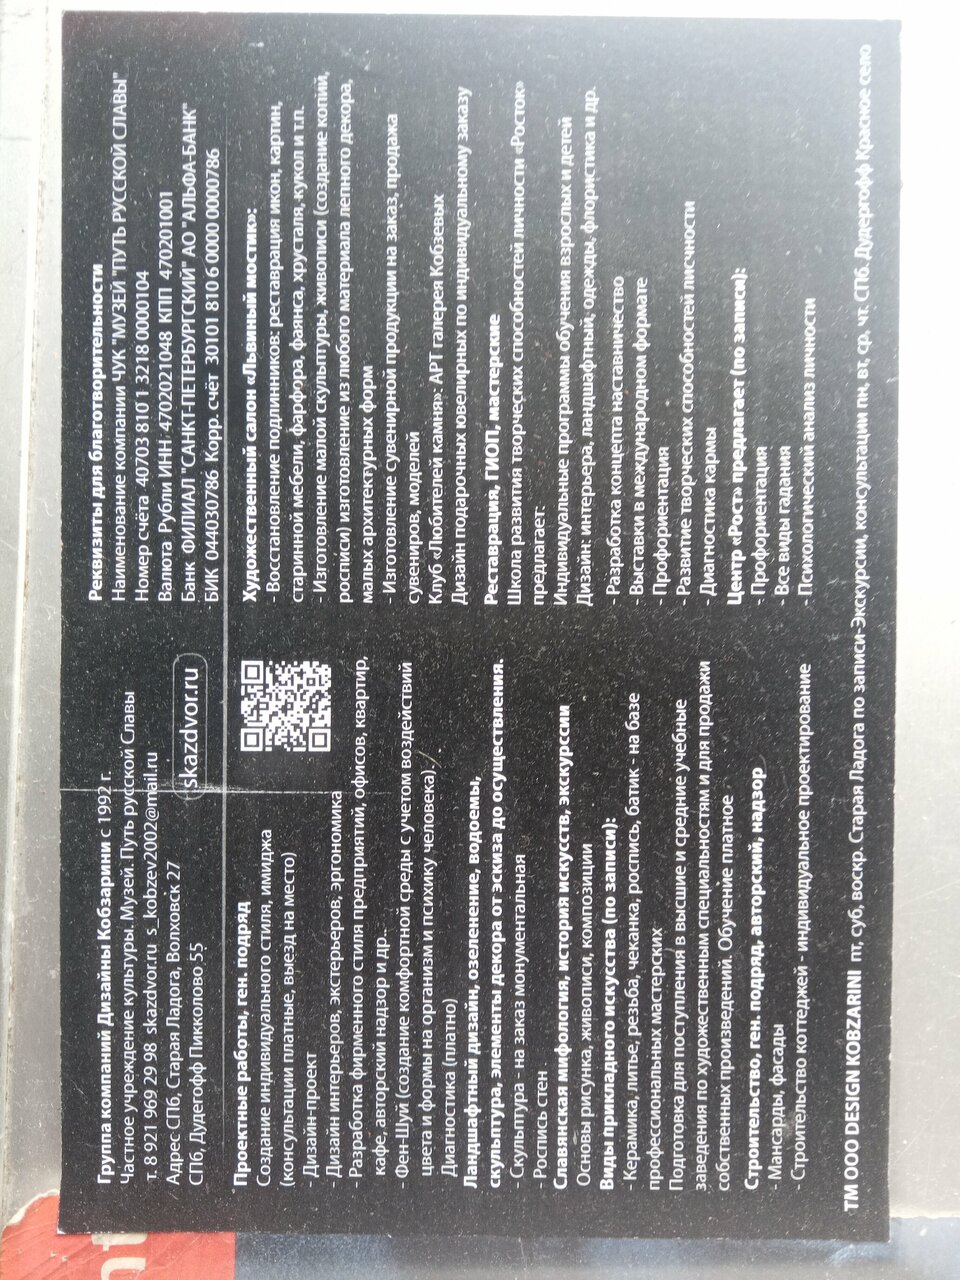 Группа компаний Дизайны Кобзарини с 1992 г.
Частное учреждение культуры. Музей. Путь русской Славы
т. 8 921 969 29 98 skazdvor.ru s_kobzev2002@mail.ru
Адрес СПб, Старая Ладога, Волховск 27
СПб, Дудегофф Пикколово 55
skazdvor.ru
Реквизиты для благотворительности
Наименование компании ЧУК "МУЗЕЙ "ПУТЬ РУССКОЙ СЛАВЫ"
Номер счёта 40703 810 1 3218 0000104
Валюта Рубли ИНН 4702021048 КПП 470201001
Банк ФИЛИАЛ "САНКТ-ПЕТЕРБУРГСКИЙ" АО "АЛЬФА-БАНК"
БИК 044030786 Корр. счёт 30101 810 6 0000 0000786
Проектные работы, ген. подряд
Создание индивидуального стиля, имиджа
(консультации платные, выезд на место)
- Дизайн-проект
- Дизайн интерьеров, экстерьеров, эргономика
- Разработка фирменного стиля предприятий, офисов, квартир,
кафе, авторский надзор и др.
- Фен-Шуй (создание комфортной среды с учетом воздействий
цвета и формы на организм и психику человека),
Диагностика (платно)
Ландшафтный дизайн, озеленение, водоемы,
скульптура, элементы декора от эскиза до осуществления.
- Скульптура - на заказ монументальная
- Роспись стен
Славянская мифология, история искусств, экскурссии
Основы рисунка, живописи, композиции
Виды прикладного искусства (по записи):
- Керамика, литье, резьба, чеканка, роспись, батик - на базе
профессиональных мастерских
Подготовка для поступления в высшие и средние учебные
заведения по художественным специальностям и для продажи
собственных произведений. Обучение платное
Строительство, ген. подряд, авторский, надзор
- Мансарды, фасады
- Строительство коттеджей - индивидуальное проектирование
Художественный салон «Львиный мостик»:
- Восстановление подлинников: реставрация икон, картин,
старинной мебели, фарфора, фаянса, хрусталя, кукол и т.п.
- Изготовление малой скульптуры, живописи (создание копий,
росписи) изготовление из любого материала лепного декора,
малых архитектурных форм
- Изготовление сувенирной продукции на заказ, продажа
сувениров, моделей
Клуб «Любителей камня». АРТ галерея Кобзевых
Дизайн подарочных ювелирных по индивидуальному заказу
Реставрация, ГИОП, мастерские
Школа развития творческих способностей личности «Росток»
предлагает:
Индивидуальные программы обучения взрослых и детей
Дизайн: интерьера, ландшафтный, одежды, флористика и др.
- Разработка концепта наставничество
- Выставки в международном формате
- Профориентация
- Развитие творческих способностей лисчности
- Диагностика кармы
Центр «Рост» предлагает (по записи):
- Профориентация
- Все виды гадания
- Психологический анализ личности
ТМ ООО DESIGN KOBZARINI пт, суб, воскр. Старая Ладога по записи-Экскурсии, консультации пн, вт, ср. чт. СПб. Дудергофф Красное село